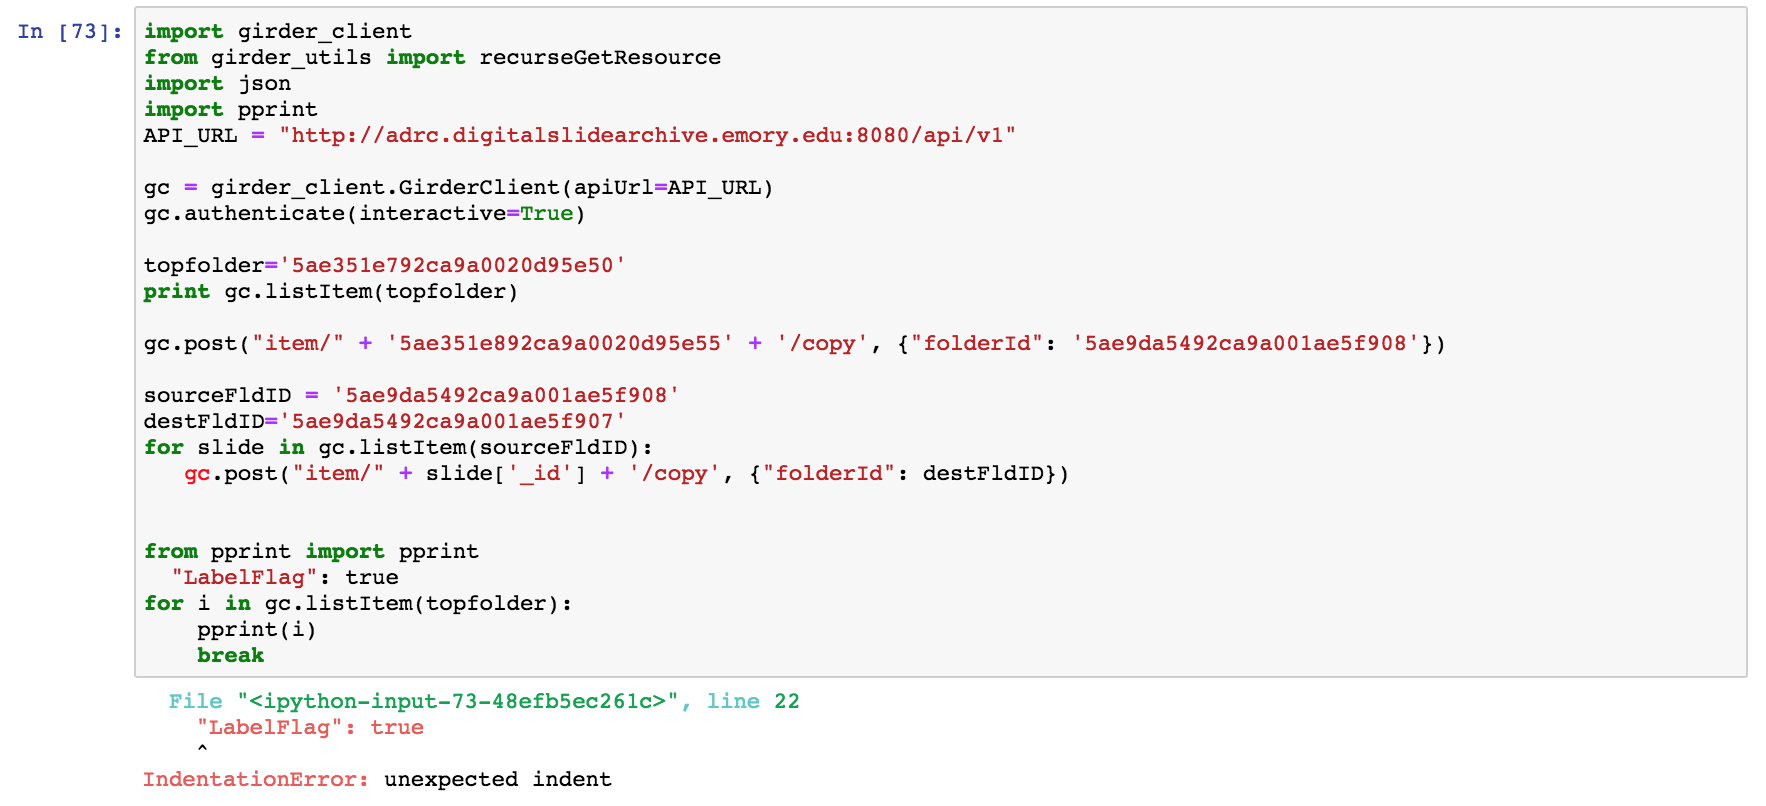 In [73]:
import girder_client
from girder_utils import recurseGetResource
import json
import pprint
API_URL = "http://adrc.digitalslidearchive.emory.edu:8080/api/v1"
gc = girder_client.GirderClient(apiUrl=API_URL)
gc.authenticate(interactive=True)
topfolder='5ae351e792ca9a0020d95e50'
print gc.listItem(topfolder)
gc.post("item/" + '5ae351e892ca9a0020d95e55' + '/copy', {"folderId": '5ae9da5492ca9a001ae5f908'})
sourceFldID = '5ae9da5492ca9a001ae5f908'
destFldID='5ae9da5492ca9a001ae5f907'
for slide in gc.listItem(sourceFldID):
   gc.post("item/" + slide['_id'] + '/copy', {"folderId": destFldID})
from pprint import pprint
  "LabelFlag": true
for i in gc.listItem(topfolder):
    pprint(i)
    break
File "<ipython-input-73-48efb5ec261c>", line 22
"LabelFlag": true
^
IndentationError: unexpected indent